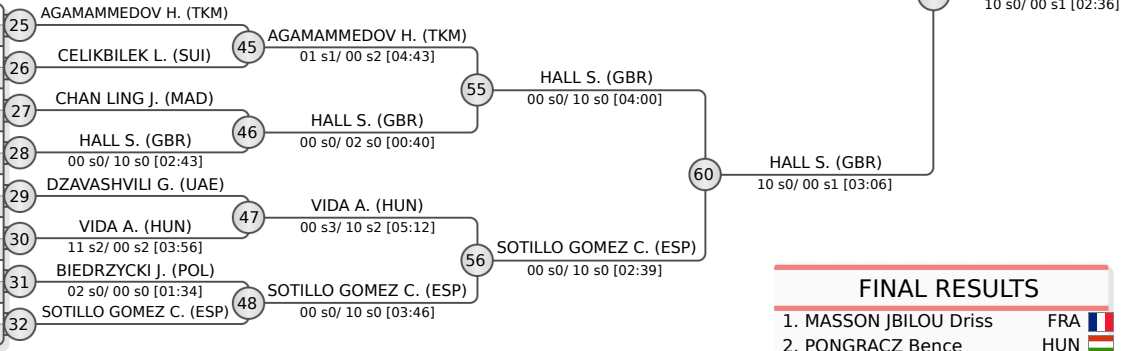 10 s0/ 00 s1 [02:36]
25
AGAMAMMEDOV H. (TKM)
45
AGAMAMMEDOV H. (TKM)
01 s1/ 00 s2 [04:43]
26
CELIKBILEK L. (SUI)
55
HALL S. (GBR)
00 s0/ 10 s0 [04:00]
27
CHAN LING J. (MAD)
46
HALL S. (GBR)
00 s0/ 02 s0 [00:40]
28
HALL S. (GBR)
00 s0/ 10 s0 [02:43]
60
HALL S. (GBR)
10 s0/ 00 s1 [03:06]
29
DZAVASHVILI G. (UAE)
47
VIDA A. (HUN)
00 s3/ 10 s2 [05:12]
30
VIDA A. (HUN)
11 s2/ 00 s2 [03:56]
56
SOTILLO GOMEZ C. (ESP)
00 s0/ 10 s0 [02:39]
31
BIEDRZYCKI J. (POL)
02 s0/ 00 s0 [01:34]
48
SOTILLO GOMEZ C. (ESP)
00 s0/ 10 s0 [03:46]
32
SOTILLO GOMEZ C. (ESP)
FINAL RESULTS
1. MASSON JBILOU Driss FRA
2. PONGRACZ Bence HUN